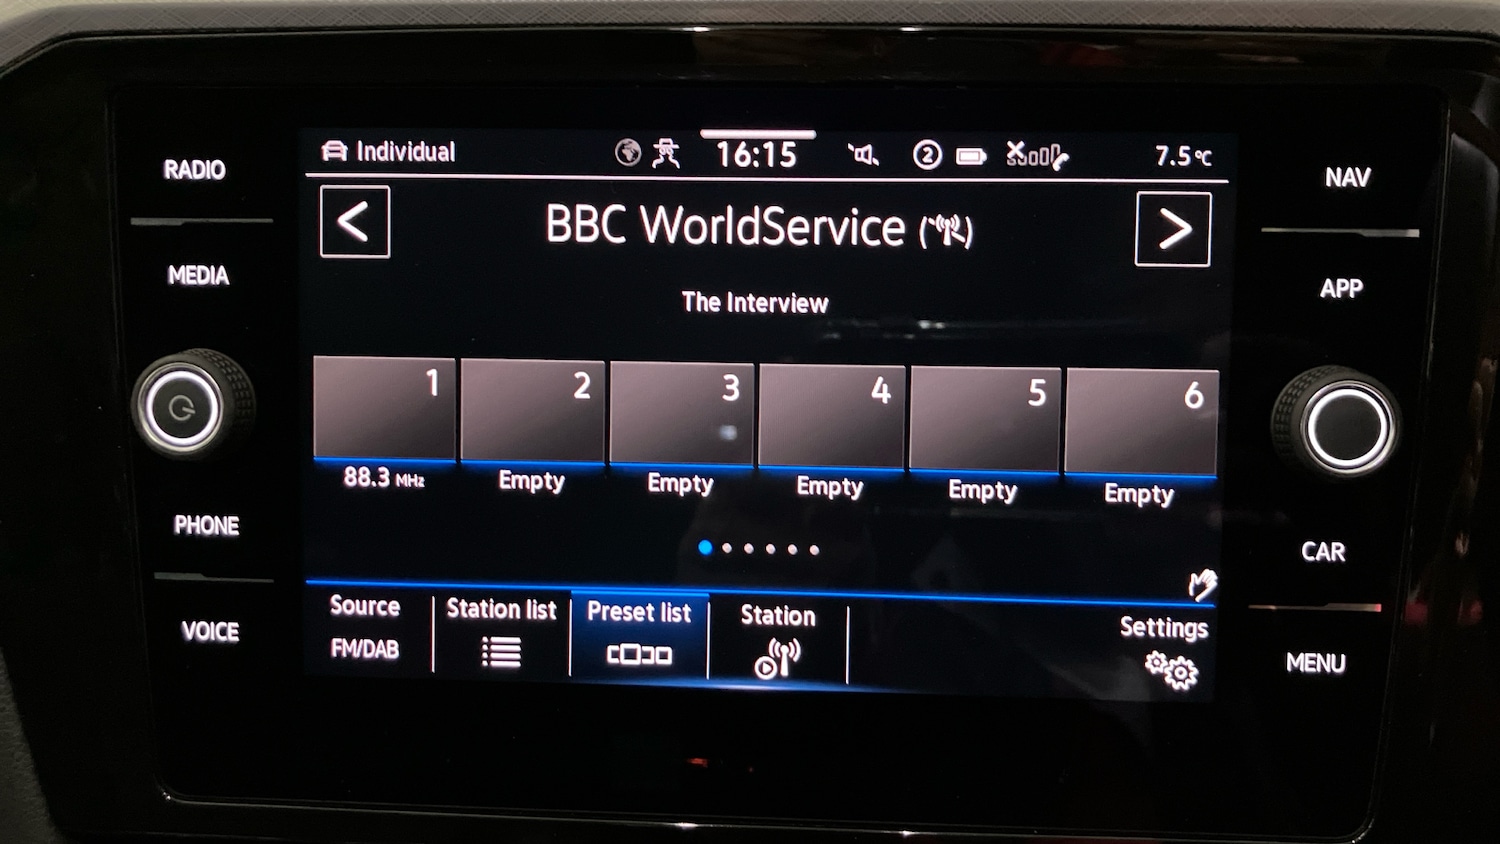 RADIO
MEDIA
PHONE
VOICE
Individual
16:15
2
7.5°C
<
BBC WorldService
>
The Interview
1 2 3 4 5 6
88.3 MHz Empty Empty Empty Empty Empty
Source
FM/DAB
Station list
Preset list
Station
Settings
NAV
APP
CAR
MENU